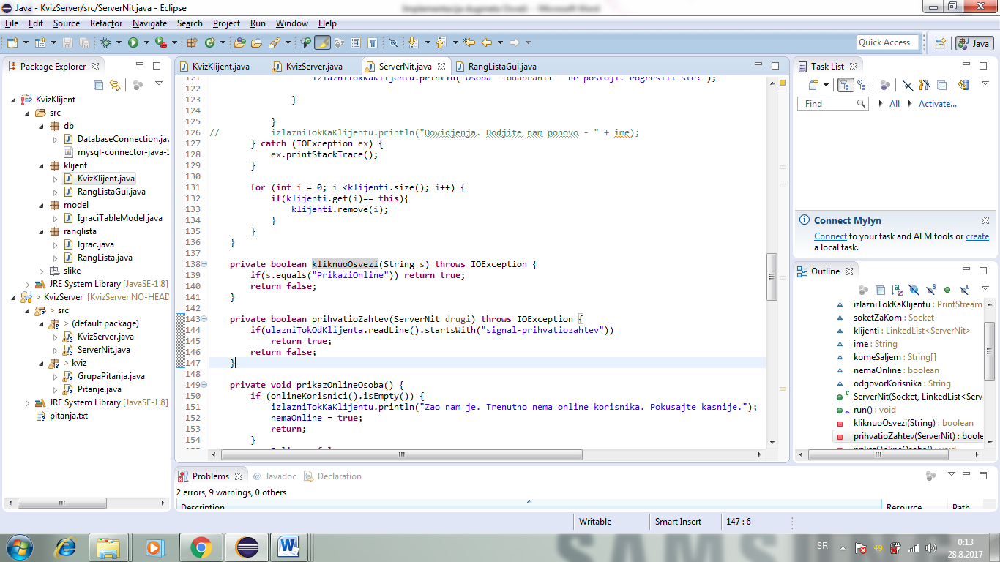 Java - KvizServer/src/ServerNit.java - Eclipse
File Edit Source Refactor Navigate Search Project Run Window Help
Quick Access
Java
Package Explorer
KvizKlijent
src
db
DatabaseConnection.jav
mysql-connector-java-5
klijent
KvizKlijent.java
RangListaGui.java
model
IgraciTableModel.java
ranglista
Igrac.java
RangLista.java
slike
JRE System Library [JavaSE-1.8]
> KvizServer [KvizServer NO-HEAD
> src
> (default package)
KvizServer.java
ServerNit.java
> kviz
GrupaPitanja.java
Pitanje.java
JRE System Library [JavaSE-1.8]
pitanja.txt
KvizKlijent.java KvizServer.java ServerNit.java RangListaGui.java
121 izlazniTokKaKlijentu.println("Osoba "+odabrani+" ne postoji. Pogresili ste!");
122
123 }
124
125 }
126 // izlazniTokKaKlijentu.println("Dovidjenja. Dodjite nam ponovo - " + ime);
127 } catch (IOException ex) {
128 ex.printStackTrace();
129 }
130
131 for (int i = 0; i <klijenti.size(); i++) {
132 if(klijenti.get(i)== this){
133 klijenti.remove(i);
134 }
135 }
136 }
137
138 private boolean kliknuoOsvezi(String s) throws IOException {
139 if(s.equals("PrikaziOnline")) return true;
140 return false;
141 }
142
143 private boolean prihvatioZahtev(ServerNit drugi) throws IOException {
144 if(ulazniTokOdKlijenta.readLine().startsWith("signal-prihvatiozahtev"))
145 return true;
146 return false;
147 }
148
149 private void prikazOnlineOsoba() {
150 if (onlineKorisnici().isEmpty()) {
151 izlazniTokKaKlijentu.println("Zao nam je. Trenutno nema online korisnika. Pokusajte kasnije.");
152 nemaOnline = true;
153 return;
154 }
Task List
Find All Activate...
Connect Mylyn
Connect to your task and ADLM tools or create
a local task.
Outline
izlazniTokKaKlijentu : PrintStream
soketZaKom : Socket
klijenti : LinkedList<ServerNit>
ime : String
komeSaljem : String[]
nemaOnline : boolean
odgovorKorisnika : String
ServerNit(Socket, LinkedList<Serv
run() : void
kliknuoOsvezi(String) : boolean
prihvatioZahtev(ServerNit) : boole
prikazOnlineOsoba() : void
Problems Javadoc Declaration
2 errors, 9 warnings, 0 others
Description Resource Path
Writable Smart Insert 147 : 6
SAMSUNG
SR 49 0:13
28.8.2017